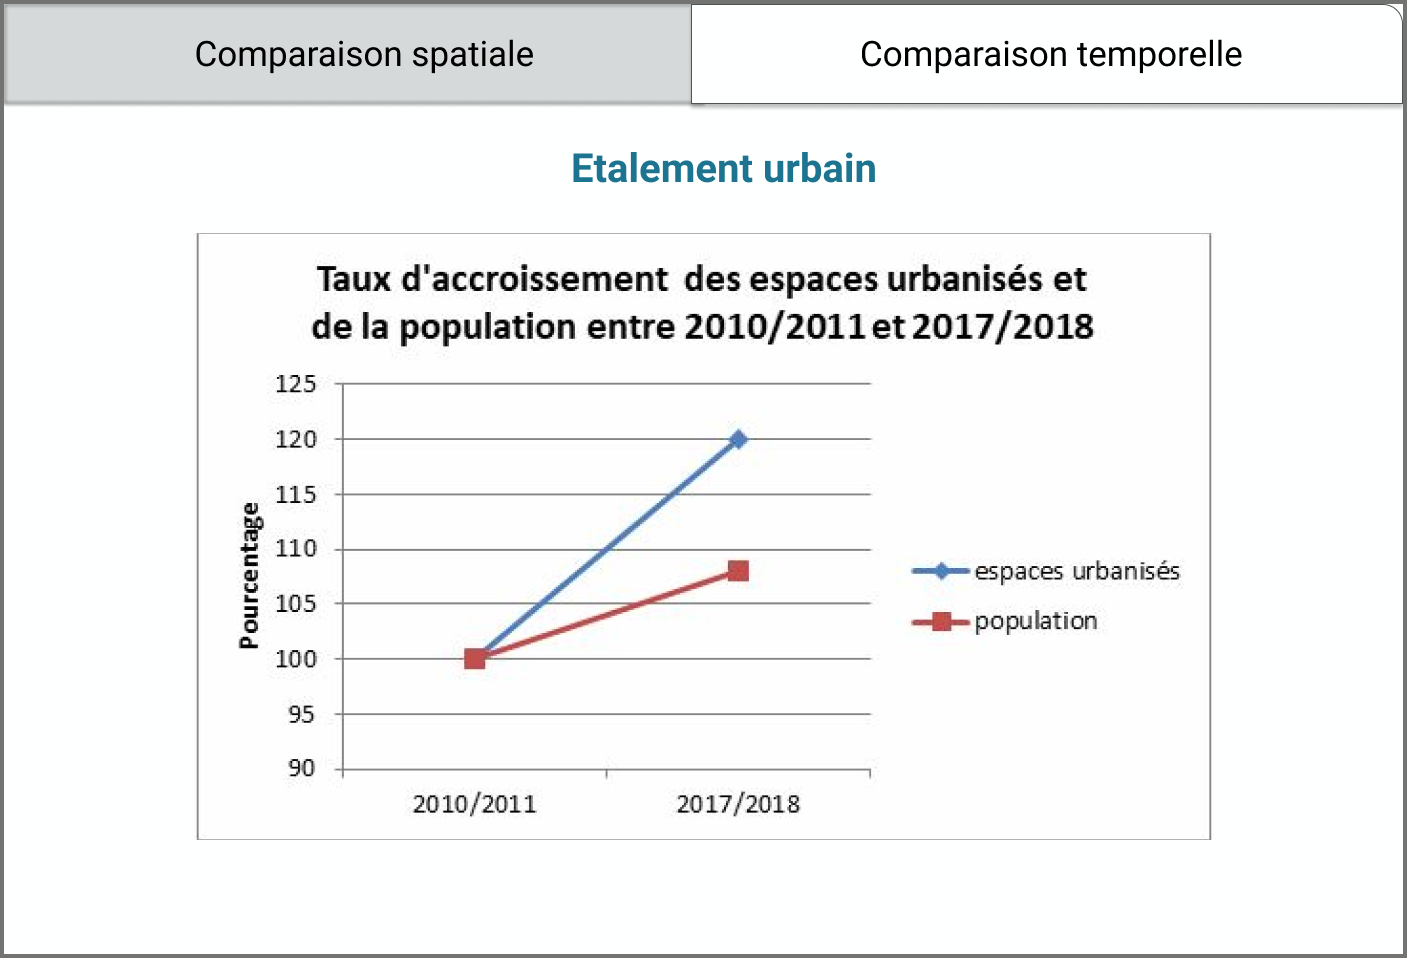 Comparaison spatiale
Comparaison temporelle
Etalement urbain
Taux d'accroissement des espaces urbanisés et
de la population entre 2010/2011 et 2017/2018
125
120
115
110
105
100
95
90
Pourcentage
2010/2011
2017/2018
espaces urbanisés
population